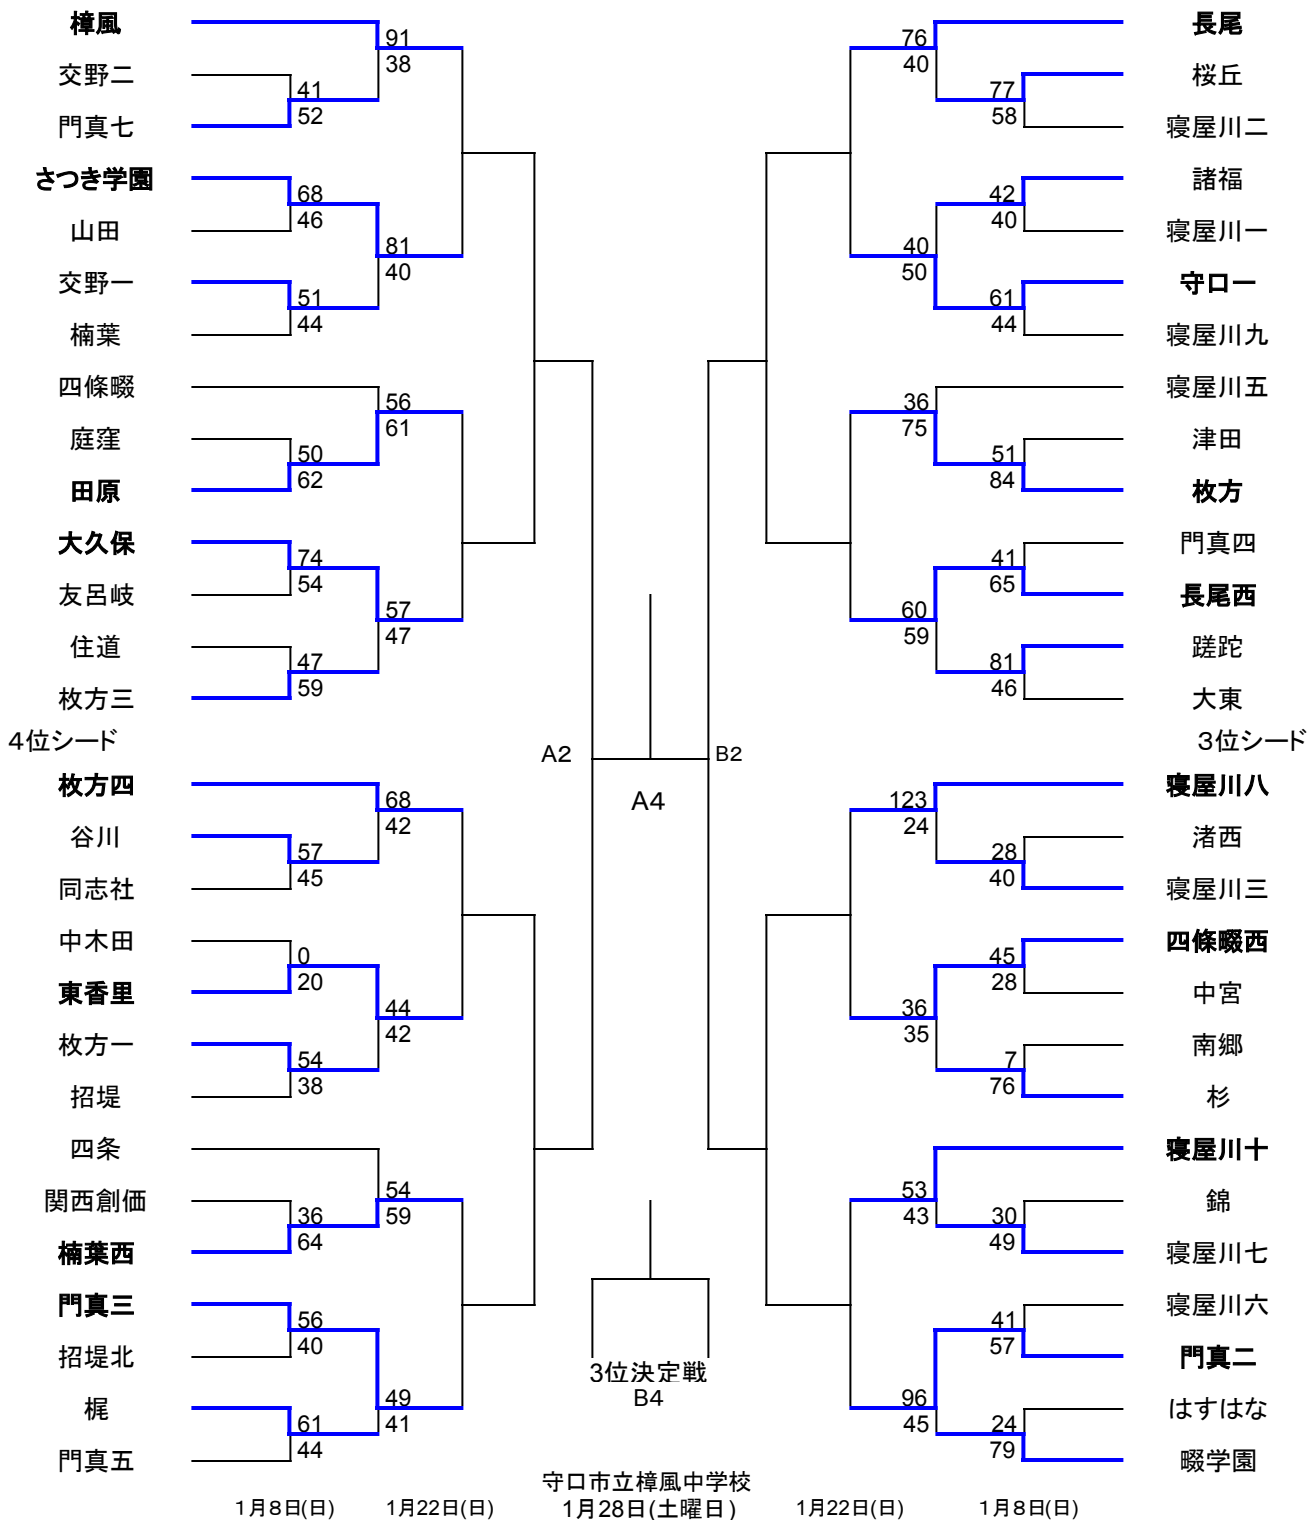 樟風
91
38
交野二
41
52
門真七
さつき学園
68
46
山田
81
40
交野一
51
44
楠葉
四條畷
56
61
庭窪
50
62
田原
大久保
74
54
友呂岐
57
47
住道
47
59
枚方三
4位シード
枚方四
68
42
谷川
57
45
同志社
中木田
0
20
東香里
44
42
枚方一
54
38
招堤
四条
54
59
関西創価
36
64
楠葉西
門真三
56
40
招堤北
49
41
梶
61
44
門真五
A2
B2
A4
3位決定戦
B4
長尾
76
40
桜丘
77
58
寝屋川二
諸福
42
40
寝屋川一
40
50
守口一
61
44
寝屋川九
寝屋川五
36
75
津田
51
84
枚方
門真四
41
65
長尾西
60
59
蹉跎
81
46
大東
3位シード
寝屋川八
123
24
渚西
28
40
寝屋川三
四條畷西
45
28
中宮
36
35
南郷
7
76
杉
寝屋川十
53
43
錦
30
49
寝屋川七
寝屋川六
41
57
門真二
96
45
はすはな
24
79
畷学園
守口市立樟風中学校
1月8日(日)
1月22日(日)
1月28日(土曜日)
1月22日(日)
1月8日(日)